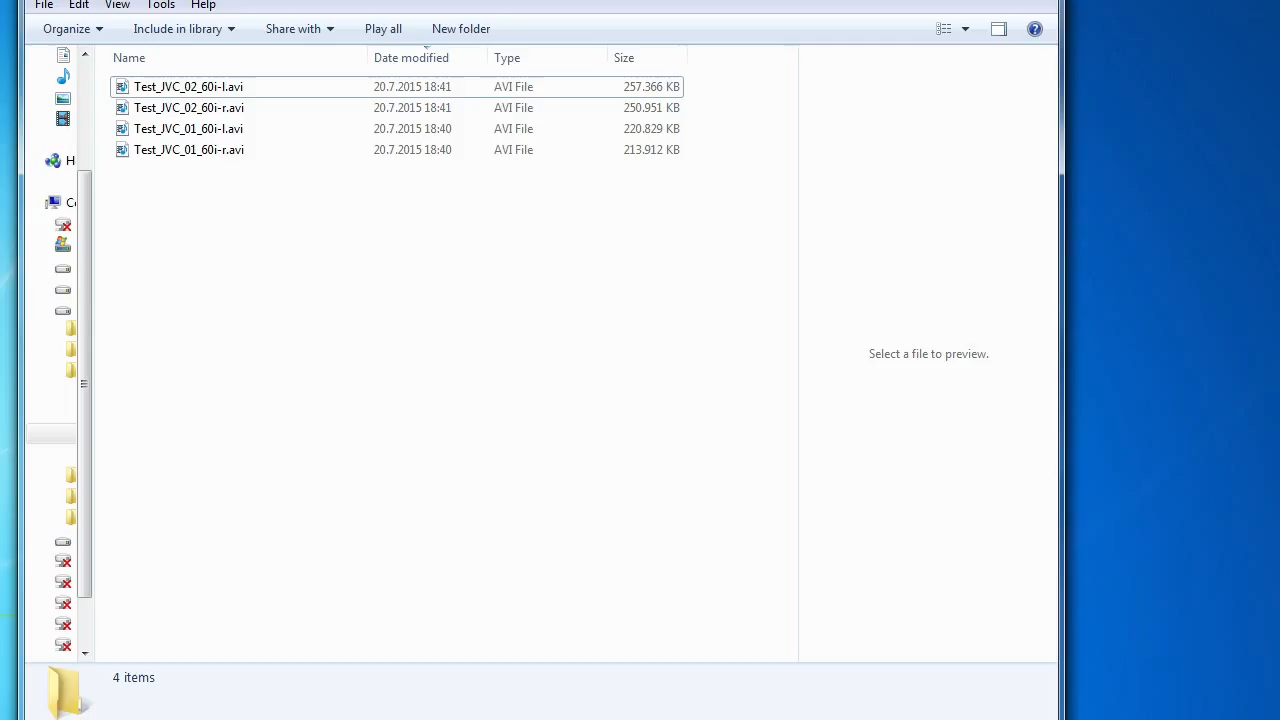 File Edit View Tools Help
Organize Include in library Share with Play all New folder
Name Date modified Type Size
Test_JVC_02_60i-l.avi 20.7.2015 18:41 AVI File 257.366 KB
Test_JVC_02_60i-r.avi 20.7.2015 18:41 AVI File 250.951 KB
Test_JVC_01_60i-l.avi 20.7.2015 18:40 AVI File 220.829 KB
Test_JVC_01_60i-r.avi 20.7.2015 18:40 AVI File 213.912 KB
Select a file to preview.
4 items